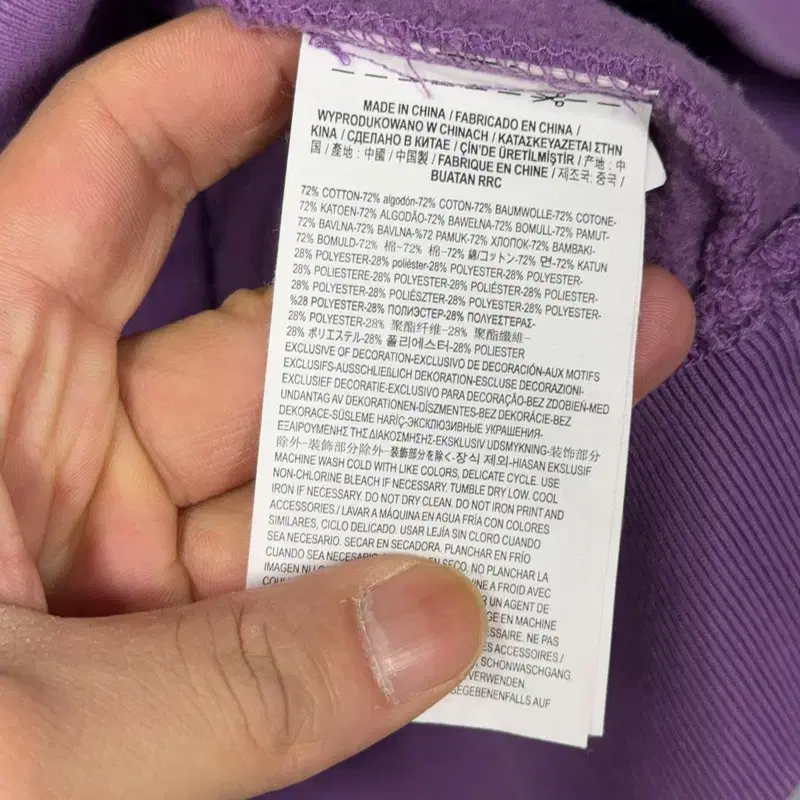 MADE IN CHINA / FABRICADO EN CHINA /
WYPRODUKOWANO W CHINACH / ΚΑΤΑΣΚΕΥΑΖΕΤΑΙ ΣΤΗΝ
ΚΙΝΑ / СДЕЛАНО В КИТАЕ / ÇİN'DE ÜRETİLMİŞTİR / 产地 : 中
国 / 產地 : 中國 / 中国製 / FABRIQUE EN CHINE / 제조국: 중국 /
BUATAN RRC
72% COTTON-72% algodón-72% COTON-72% BAUMWOLLE-72% COTONE-
72% KATOEN-72% ALGODÃO-72% BAWEŁNA-72% BOMULL-72% PAMUT-
72% BAVLNA-72% BAVLNA-%72 PAMUK-72% ХЛОПОК-72% BAMBAKI-
72% BOMULD-72% 棉-72% 棉-72% 綿/コットン-72% 면-72% KATUN
28% POLYESTER-28% poliéster-28% POLYESTER-28% POLYESTER-
28% POLIESTERE-28% POLYESTER-28% POLIÉSTER-28% POLIESTER-
28% POLYESTER-28% POLIÉSZTER-28% POLYESTER-28% POLYESTER-
%28 POLYESTER-28% ПОЛИЭСТЕР-28% ΠΟΛΥΕΣΤΕΡΑΣ-
28% POLYESTER-28% 聚酯纤维-28% 聚酯纖維-
28% ポリエステル-28% 폴리에스터-28% POLIESTER
EXCLUSIVE OF DECORATION-EXCLUSIVO DE DECORACIÓN-AUX MOTIFS
EXCLUSIFS-AUSSCHLIEßLICH DEKORATION-ESCLUSE DECORAZIONI-
EXCLUSIEF DECORATIE-EXCLUSIVO PARA DECORAÇÃO-BEZ ZDOBIEŃ-MED
UNDANTAG AV DEKORATIONEN-DÍSZMENTES-BEZ DEKORÁCIE-BEZ
DEKORACE-SÜSLEME HARİÇ-ЭКСКЛЮЗИВНЫЕ УКРАШЕНИЯ-
ΕΞΑΙΡΟΥΜΕΝΗΣ ΤΗΣ ΔΙΑΚΟΣΜΗΣΗΣ-EKSKLUSIV UDSMYKNING-装饰部分
除外-裝飾部分除外-装飾部分を除く-장식 제외-HIASAN EKSKLUSIF
MACHINE WASH COLD WITH LIKE COLORS, DELICATE CYCLE. USE
NON-CHLORINE BLEACH IF NECESSARY. TUMBLE DRY LOW. COOL
IRON IF NECESSARY. DO NOT DRY CLEAN. DO NOT IRON PRINT AND
ACCESSORIES./ LAVAR A MÁQUINA EN AGUA FRÍA CON COLORES
SIMILARES, CICLO DELICADO. USAR LEJÍA SIN CLORO CUANDO
SEA NECESARIO. SECAR EN SECADORA. PLANCHAR EN FRÍO
CUANDO SEA NECESARIO EN SECO. NO PLANCHAR LA
IMAGEN A FROID AVEC
UN AGENT DE
EN MACHINE
NE PAS
ACCESSOIRES./
SCHONWASCHGANG.
VERWENDEN.
GEGEBENENFALLS AUF